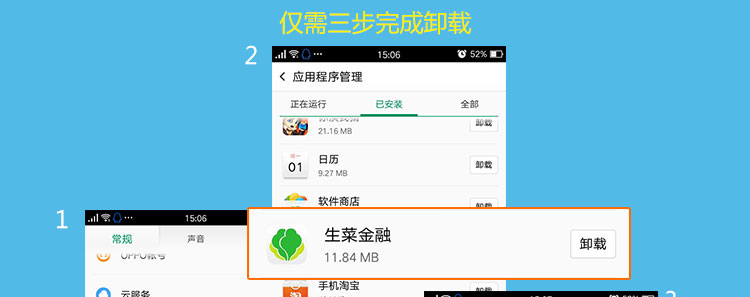 仅需三步完成卸载
2
15:06
52%
应用程序管理
正在运行
已安装
全部
21.16 MB
卸载
日历
01
9.27 MB
卸载
软件商店
1
15:06
常规
声音
生菜金融
11.84 MB
卸载
OPPO帐号
云服务
手机淘宝
淘
卸载